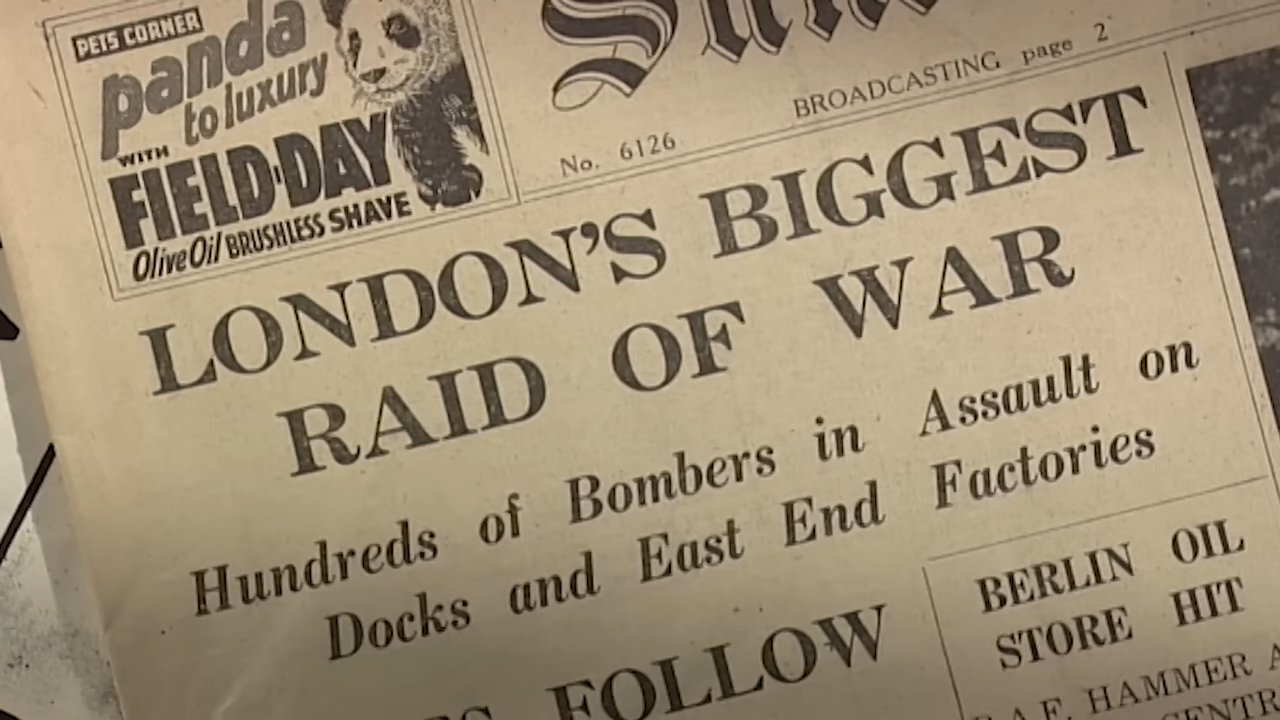 PETS CORNER
panda
to luxury
WITH
FIELD-DAY
Olive Oil BRUSHLESS SHAVE
BROADCASTING page 2
No. 6126
LONDON'S BIGGEST
RAID OF WAR
Hundreds of Bombers in Assault on
Docks and East End Factories
FOLLOW
BERLIN OIL
STORE HIT
R.A.F. HAMMER